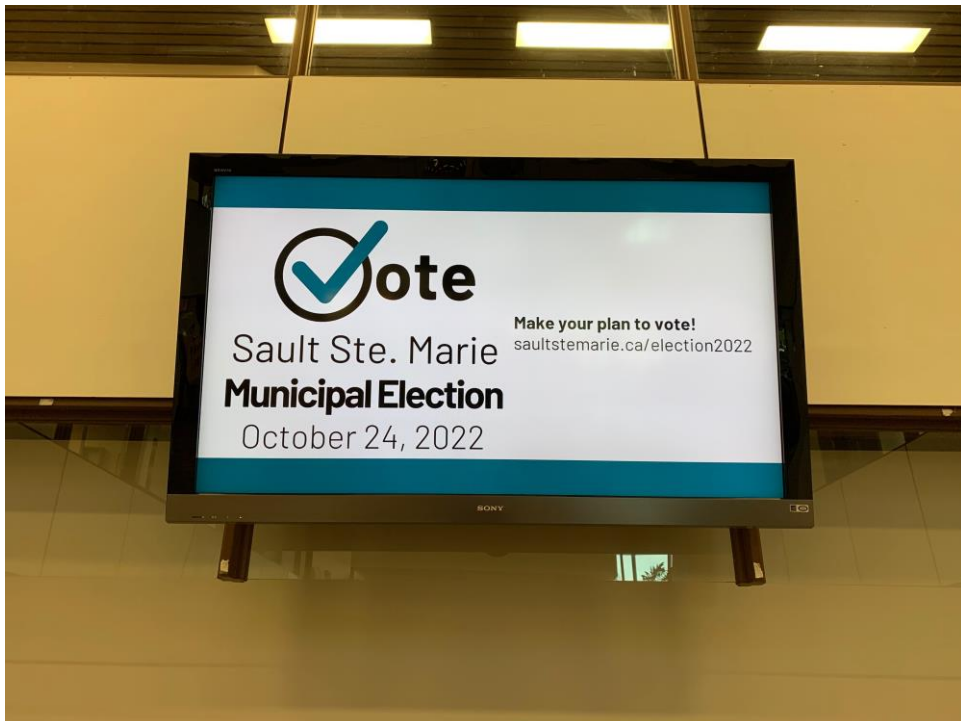 Vote
Sault Ste. Marie
Municipal Election
October 24, 2022
Make your plan to vote!
saultstemarie.ca/election2022
SONY